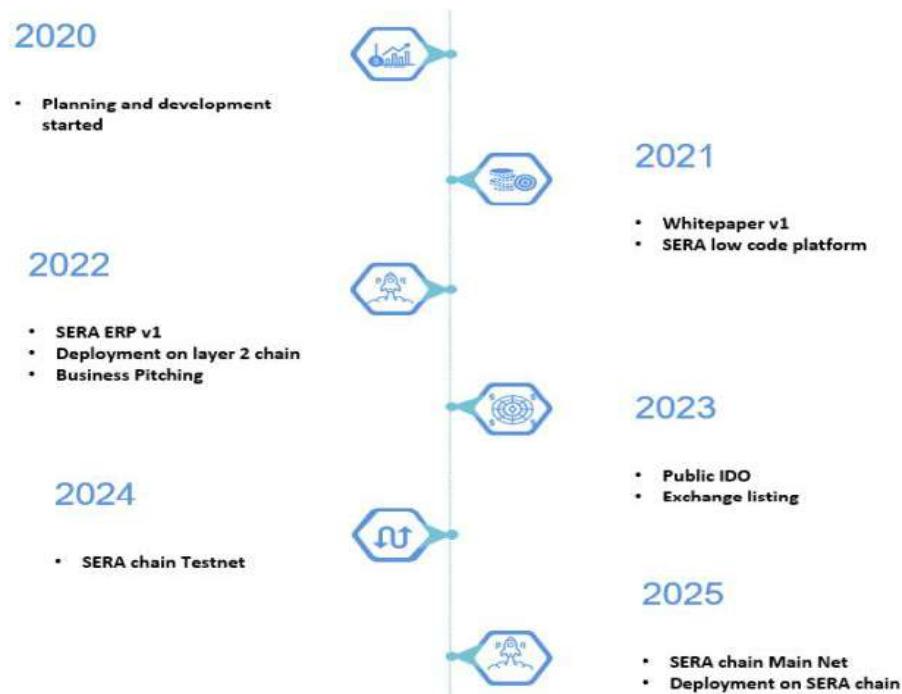 2020
• Planning and development
started
2021
• Whitepaper v1
• SERA low code platform
2022
• SERA ERP v1
• Deployment on layer 2 chain
• Business Pitching
2023
• Public IDO
• Exchange listing
2024
• SERA chain Testnet
2025
• SERA chain Main Net
• Deployment on SERA chain